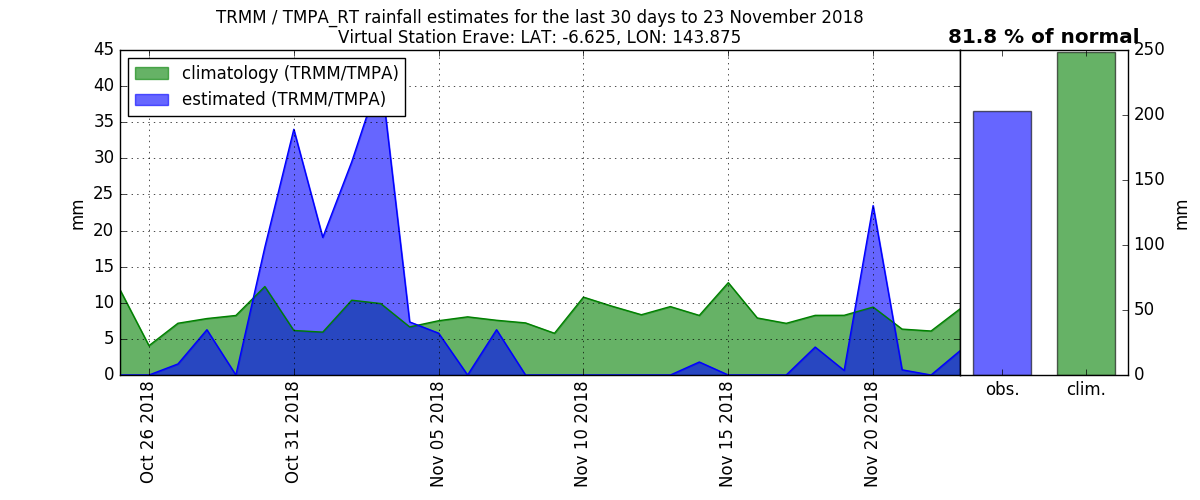 TRMM / TMPA_RT rainfall estimates for the last 30 days to 23 November 2018
Virtual Station Erave: LAT: -6.625, LON: 143.875
81.8 % of normal
climatology (TRMM/TMPA)
estimated (TRMM/TMPA)
45
40
35
30
25
20
15
10
5
0
mm
Oct 26 2018
Oct 31 2018
Nov 05 2018
Nov 10 2018
Nov 15 2018
Nov 20 2018
obs.
clim.
250
200
150
100
50
0
mm